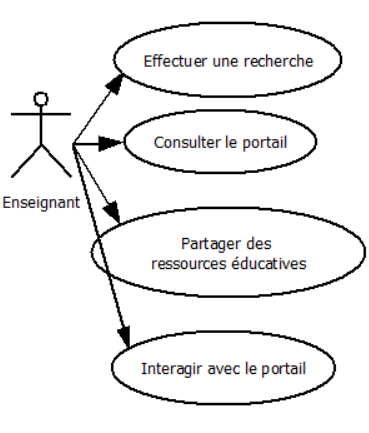 Effectuer une recherche
Consulter le portail
Enseignant
Partager des
ressources éducatives
Interagir avec le portail